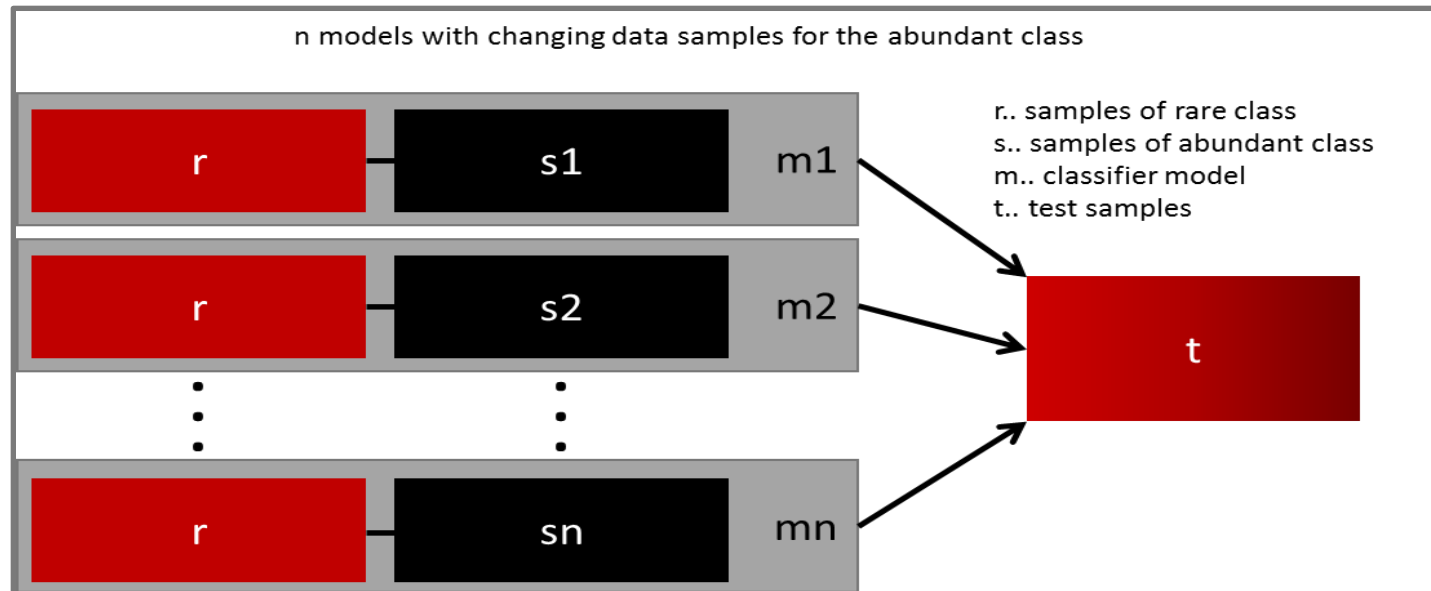 n models with changing data samples for the abundant class
r.. samples of rare class
s.. samples of abundant class
m.. classifier model
t.. test samples
r s1 m1
r s2 m2
t
r sn mn